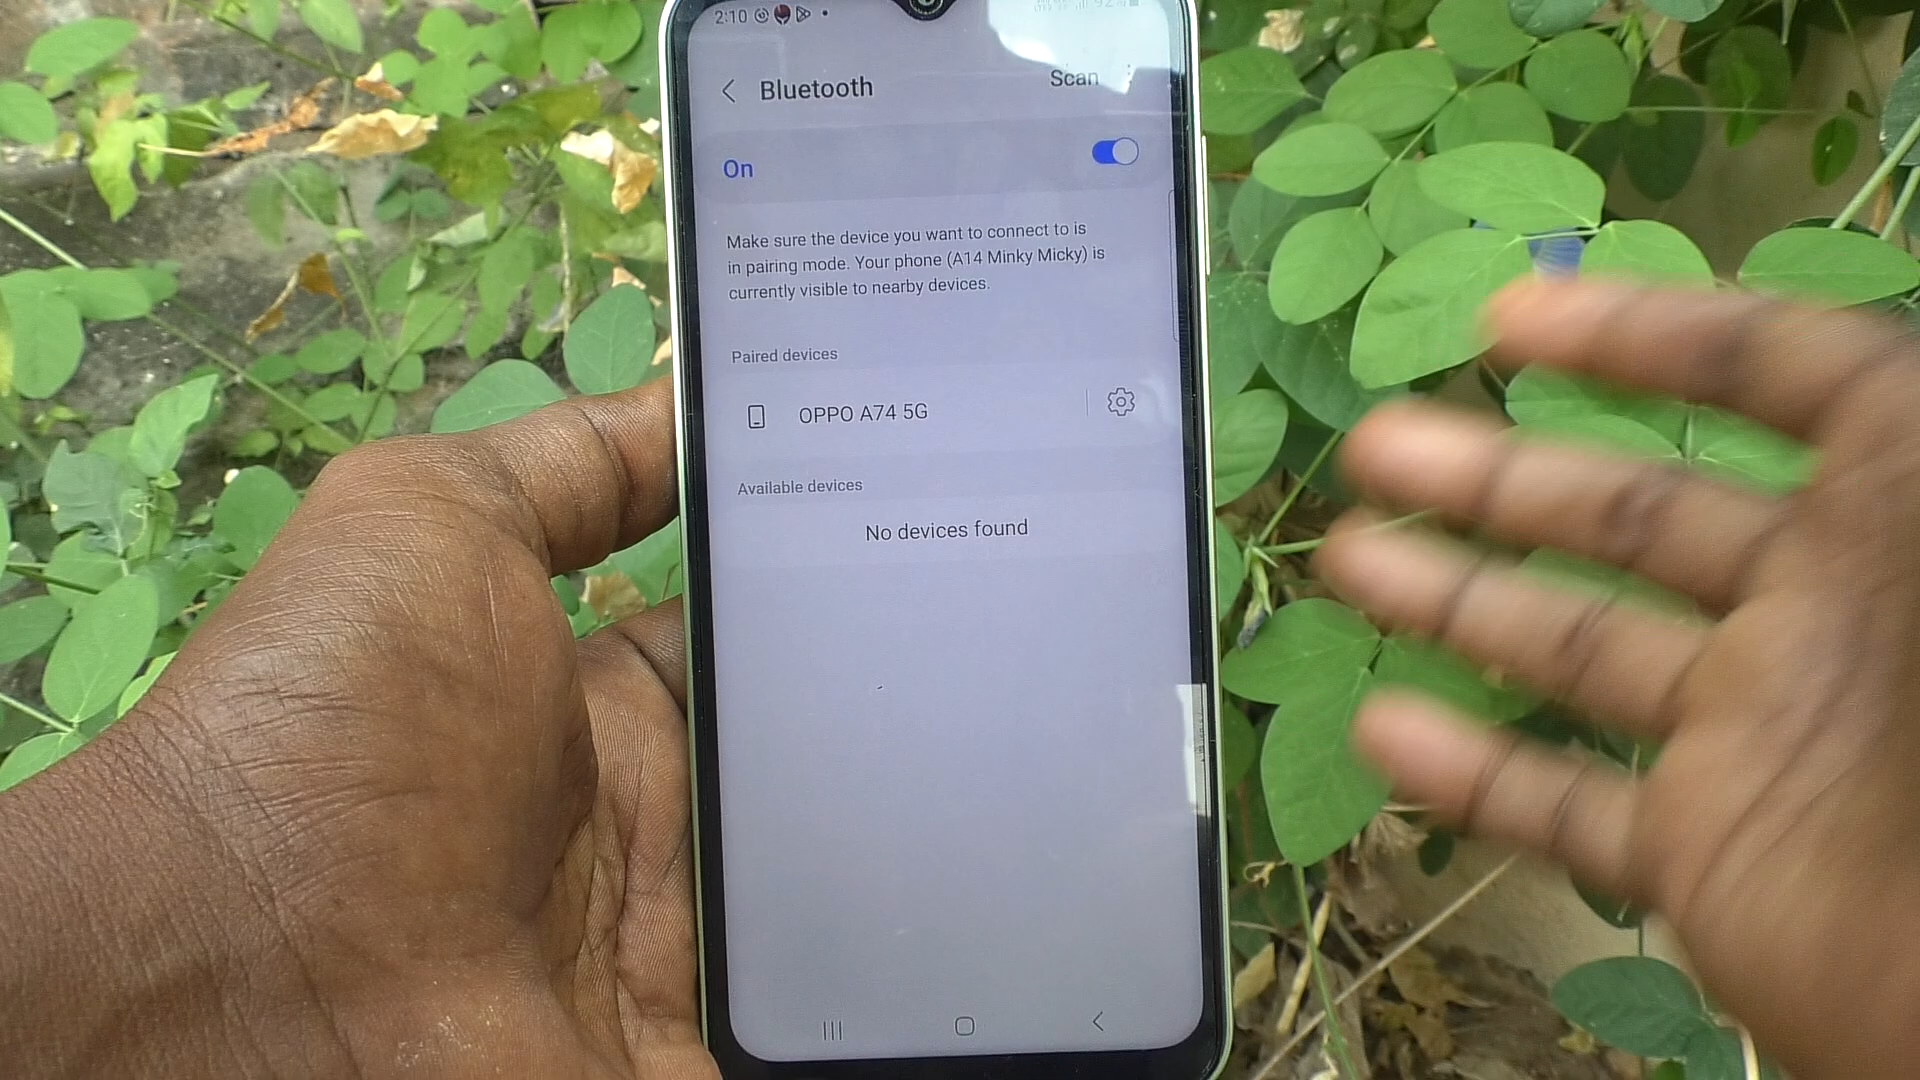 2:10
Bluetooth
Scan
On
Make sure the device you want to connect to is
in pairing mode. Your phone (A14 Minky Micky) is
currently visible to nearby devices.
Paired devices
OPPO A74 5G
Available devices
No devices found